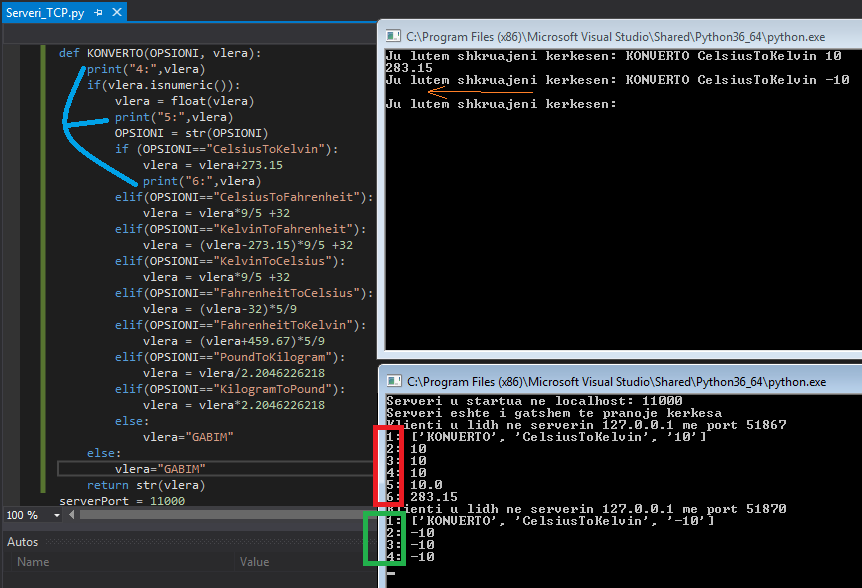 Serveri_TCP.py
def KONVERTO(OPSIONI, vlera):
print("4:",vlera)
if(vlera.isnumeric()):
vlera = float(vlera)
print("5:",vlera)
OPSIONI = str(OPSIONI)
if (OPSIONI=="CelsiusToKelvin"):
vlera = vlera+273.15
print("6:",vlera)
elif(OPSIONI=="CelsiusToFahrenheit"):
vlera = vlera*9/5 +32
elif(OPSIONI=="KelvinToFahrenheit"):
vlera = (vlera-273.15)*9/5 +32
elif(OPSIONI=="KelvinToCelsius"):
vlera = vlera*9/5 +32
elif(OPSIONI=="FahrenheitToCelsius"):
vlera = (vlera-32)*5/9
elif(OPSIONI=="FahrenheitToKelvin"):
vlera = (vlera+459.67)*5/9
elif(OPSIONI=="PoundToKilogram"):
vlera = vlera/2.2046226218
elif(OPSIONI=="KilogramToPound"):
vlera = vlera*2.2046226218
else:
vlera="GABIM"
else:
vlera="GABIM"
return str(vlera)
serverPort = 11000
100 %
Autos
Name Value
C:\Program Files (x86)\Microsoft Visual Studio\Shared\Python36_64\python.exe
Ju lutem shkruajeni kerkesen: KONVERTO CelsiusToKelvin 10
283.15
Ju lutem shkruajeni kerkesen: KONVERTO CelsiusToKelvin -10
Ju lutem shkruajeni kerkesen:
C:\Program Files (x86)\Microsoft Visual Studio\Shared\Python36_64\python.exe
Serveri u startua ne localhost: 11000
Serveri eshte i gatshem te pranoje kerkesa
Klienti u lidh ne serverin 127.0.0.1 me port 51867
1: ['KONVERTO', 'CelsiusToKelvin', '10']
2: 10
3: 10
4: 10
5: 10.0
6: 283.15
Klienti u lidh ne serverin 127.0.0.1 me port 51870
1: ['KONVERTO', 'CelsiusToKelvin', '-10']
2: -10
3: -10
4: -10